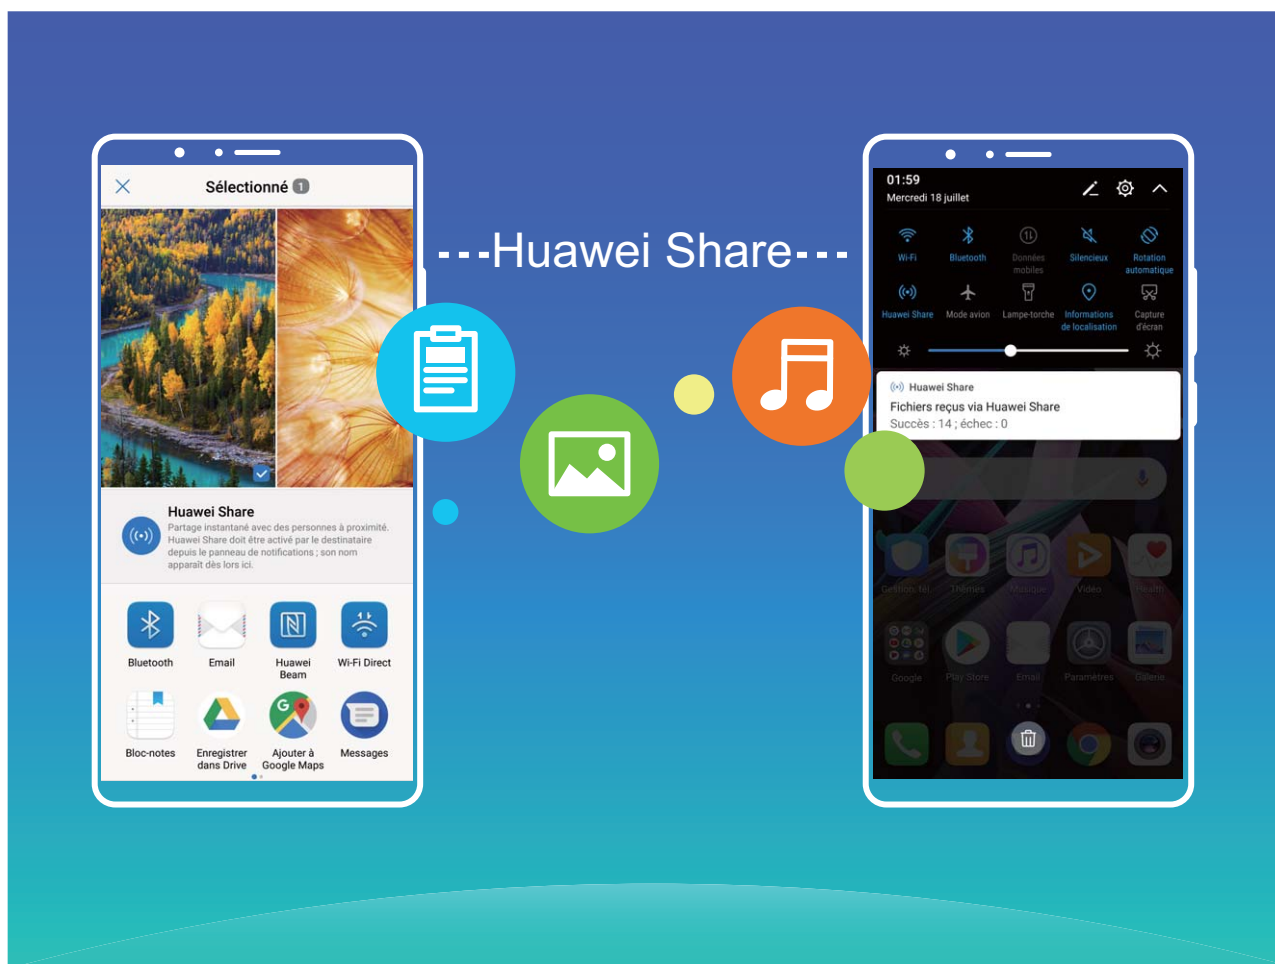 Sélectionné 1
---Huawei Share---
Huawei Share
Partage instantané avec des personnes à proximité.
Huawei Share doit être activé par le destinataire
depuis le panneau de notifications ; son nom
apparaît dès lors ici.
Bluetooth
Email
Huawei
Beam
Wi-Fi Direct
Bloc-notes
Enregistrer
dans Drive
Ajouter à
Google Maps
Messages
01:59
Mercredi 18 juillet
Wi-Fi
Bluetooth
Données
mobiles
Silencieux
Rotation
automatique
Huawei Share
Mode avion
Lampe-torche
Informations
de localisation
Capture
d'écran
Huawei Share
Fichiers reçus via Huawei Share
Succès : 14 ; échec : 0
Gestion tél.
Thèmes
Musique
Vidéo
Health
Google
Play Store
Email
Paramètres
Galerie